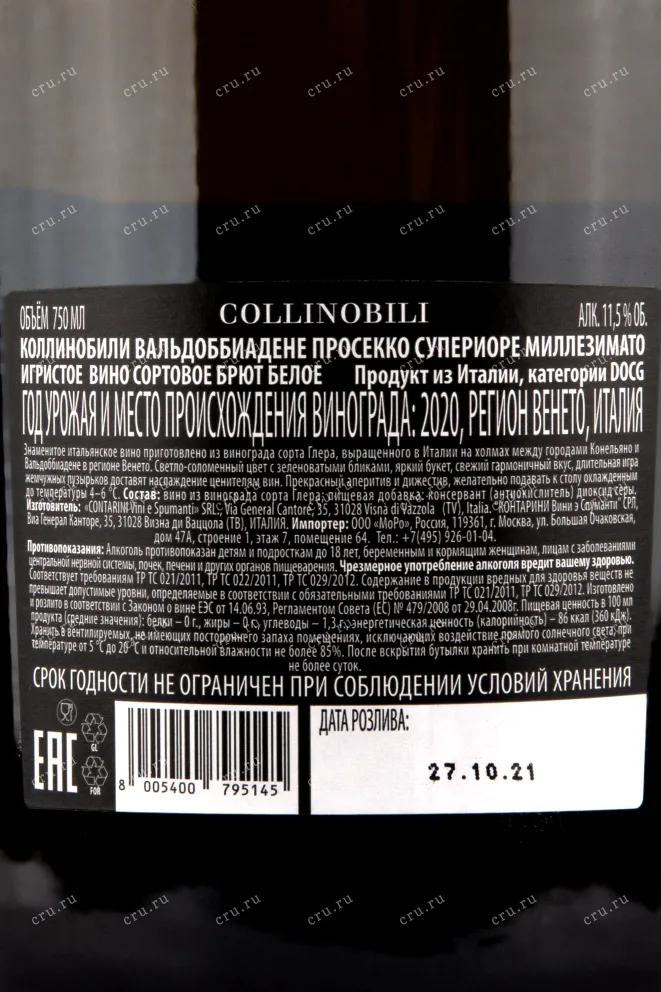 ОБЪЁМ 750 МЛ
COLLINOBILI
АЛК. 11,5 % ОБ.
КОЛЛИНОБИЛИ ВАЛЬДОББИАДЕНЕ ПРОСЕККО СУПЕРИОРЕ МИЛЛЕЗИМАТО
ИГРИСТОЕ ВИНО СОРТОВОЕ БРЮТ БЕЛОЕ Продукт из Италии, категории DOCG
ГОД УРОЖАЯ И МЕСТО ПРОИСХОЖДЕНИЯ ВИНОГРАДА: 2020, РЕГИОН ВЕНЕТО, ИТАЛИЯ
Знаменитое итальянское вино приготовлено из винограда сорта Глера, выращенного в Италии на холмах между городами Конельяно и
Вальдоббиадене в регионе Венето. Светло-соломенный цвет с зеленоватыми бликами, яркий букет, свежий гармоничный вкус, длительная игра
жемчужных пузырьков доставят наслаждение ценителям вин. Прекрасный аперитив и дижестив, желательно подавать к столу охлажденным
до температуры 4–6 °С. Состав: вино из винограда сорта Глера; пищевая добавка: консервант (антиокислитель) диоксид серы.
Изготовитель: «CONTARINI Vini e Spumanti» SRL, Via General Cantore, 35, 31028 Visnà di Vazzola (TV), Italia. «КОНТАРИНИ Вини э Спуманти" СРЛ,
Виа Генерал Канторе, 35, 31028 Визна ди Ваццола (ТВ), ИТАЛИЯ. Импортер: ООО «МоРо», Россия, 119361, г. Москва, ул. Большая Очаковская,
дом 47А, строение 1, этаж 7, помещение 64. Тел.: +7(495) 926-01-04.
Противопоказания: Алкоголь противопоказан детям и подросткам до 18 лет, беременным и кормящим женщинам, лицам с заболеваниями
центральной нервной системы, почек, печени и других органов пищеварения. Чрезмерное употребление алкоголя вредит вашему здоровью.
Соответствует требованиям ТР ТС 021/2011, ТР ТС 022/2011, ТР ТС 029/2012. Содержание в продукции вредных для здоровья веществ не
превышает допустимые уровни, определяемые в соответствии с обязательными требованиями ТР ТС 021/2011, ТР ТС 029/2012. Изготовлено
и розлито в соответствии с Законом о вине ЕЭС от 14.06.93, Регламентом Совета (ЕС) № 479/2008 от 29.04.2008г. Пищевая ценность в 100 мл
продукта (средние значения): белки – 0 г., жиры – 0 г., углеводы – 1,3 г.; энергетическая ценность (калорийность) – 86 ккал (360 кДж).
Хранить в вентилируемых, не имеющих постороннего запаха помещениях, исключающих воздействие прямого солнечного света, при
температуре от 5 °С до 20 °С и относительной влажности не более 85%. После вскрытия бутылки хранить при комнатной температуре
не более суток.
СРОК ГОДНОСТИ НЕ ОГРАНИЧЕН ПРИ СОБЛЮДЕНИИ УСЛОВИЙ ХРАНЕНИЯ
ЕАС
GL
FOR
8 005400 795145
ДАТА РОЗЛИВА:
27.10.21
cru.ru